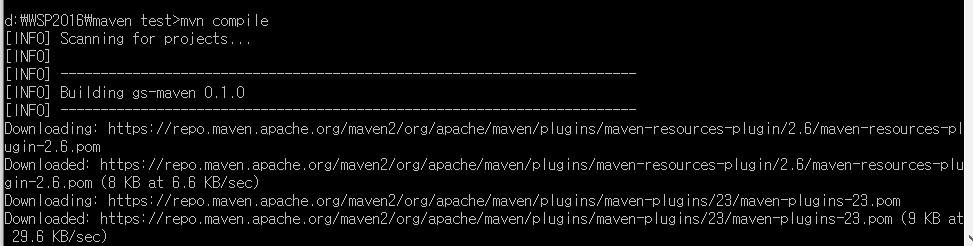 d:₩WSP2016₩maven test>mvn compile
[INFO] Scanning for projects...
[INFO]
[INFO] ------------------------------------------------------------------------
[INFO] Building gs-maven 0.1.0
[INFO] ------------------------------------------------------------------------
Downloading: https://repo.maven.apache.org/maven2/org/apache/maven/plugins/maven-resources-plugin/2.6/maven-resources-pl
ugin-2.6.pom
Downloaded: https://repo.maven.apache.org/maven2/org/apache/maven/plugins/maven-resources-plugin/2.6/maven-resources-plu
gin-2.6.pom (8 KB at 6.6 KB/sec)
Downloading: https://repo.maven.apache.org/maven2/org/apache/maven/plugins/maven-plugins/23/maven-plugins-23.pom
Downloaded: https://repo.maven.apache.org/maven2/org/apache/maven/plugins/maven-plugins/23/maven-plugins-23.pom (9 KB at
 29.6 KB/sec)